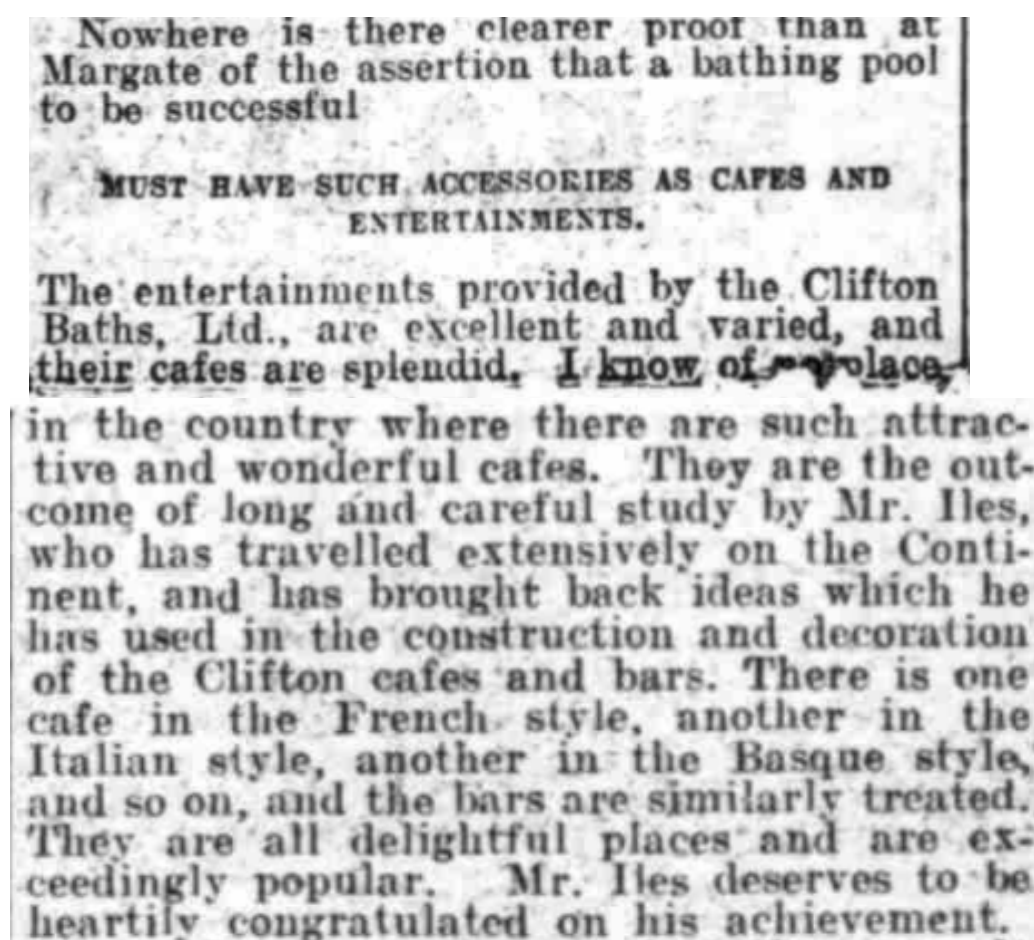 Nowhere is there clearer proof than at
Margate of the assertion that a bathing pool
to be successful
MUST HAVE SUCH ACCESSORIES AS CAFES AND
ENTERTAINMENTS.
The entertainments provided by the Clifton
Baths, Ltd., are excellent and varied, and
their cafes are splendid. I know of no place
in the country where there are such attrac-
tive and wonderful cafes. They are the out-
come of long and careful study by Mr. Iles,
who has travelled extensively on the Conti-
nent, and has brought back ideas which he
has used in the construction and decoration
of the Clifton cafes and bars. There is one
cafe in the French style, another in the
Italian style, another in the Basque style,
and so on, and the bars are similarly treated.
They are all delightful places and are ex-
ceedingly popular. Mr. Iles deserves to be
heartily congratulated on his achievement.